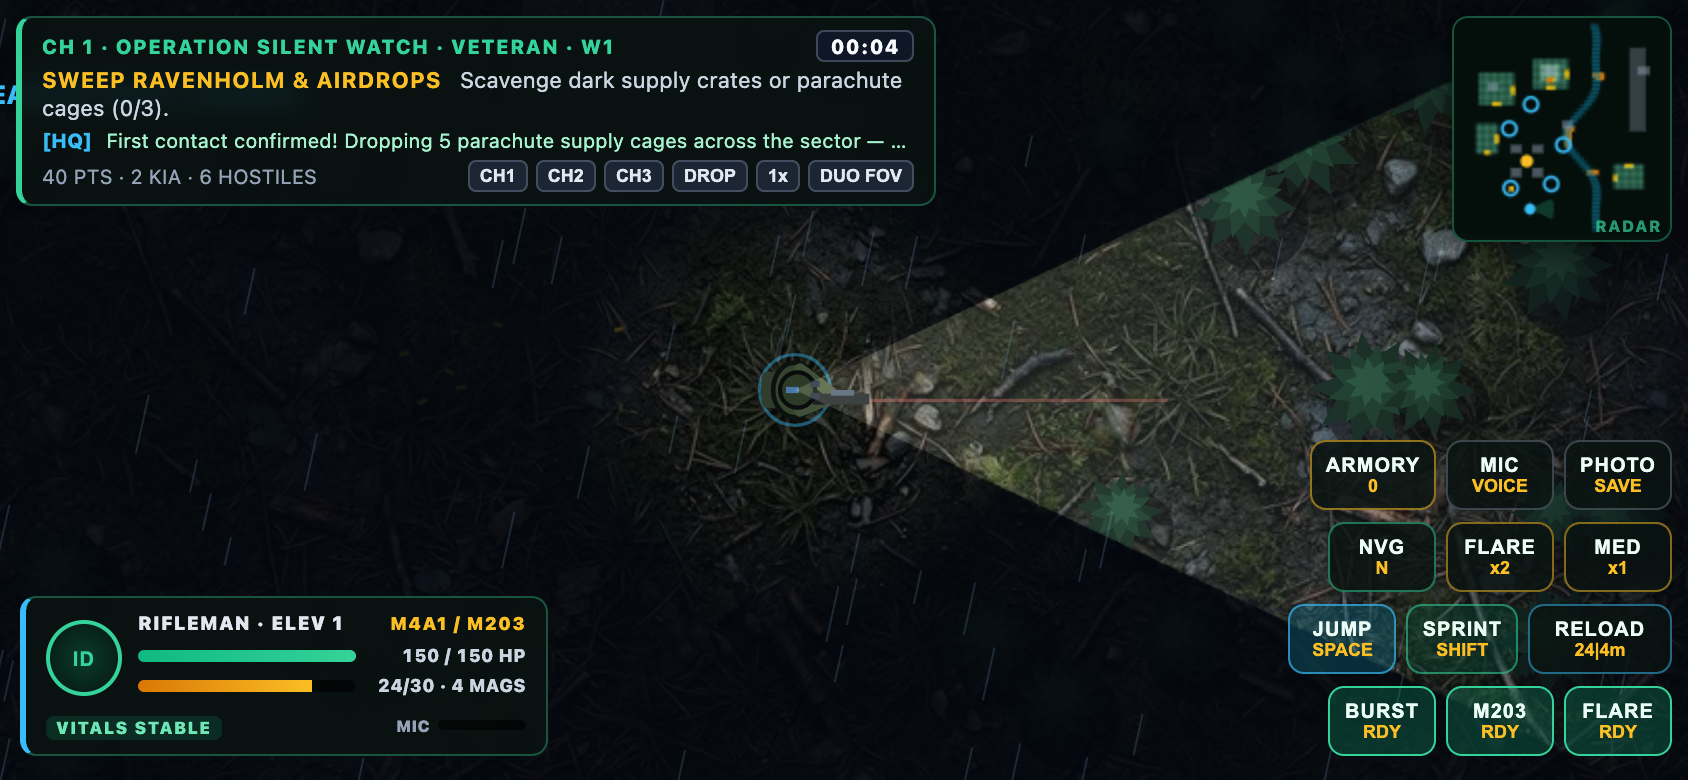 CH 1 · OPERATION SILENT WATCH · VETERAN · W1
00:04
SWEEP RAVENHOLM & AIRDROPS Scavenge dark supply crates or parachute
cages (0/3).
[HQ] First contact confirmed! Dropping 5 parachute supply cages across the sector — ...
40 PTS · 2 KIA · 6 HOSTILES
CH1 CH2 CH3 DROP 1x DUO FOV
RADAR
ARMORY
0
MIC
VOICE
PHOTO
SAVE
NVG
N
FLARE
x2
MED
x1
JUMP
SPACE
SPRINT
SHIFT
RELOAD
24|4m
BURST
RDY
M203
RDY
FLARE
RDY
ID
RIFLEMAN · ELEV 1
M4A1 / M203
150 / 150 HP
24/30 · 4 MAGS
VITALS STABLE
MIC